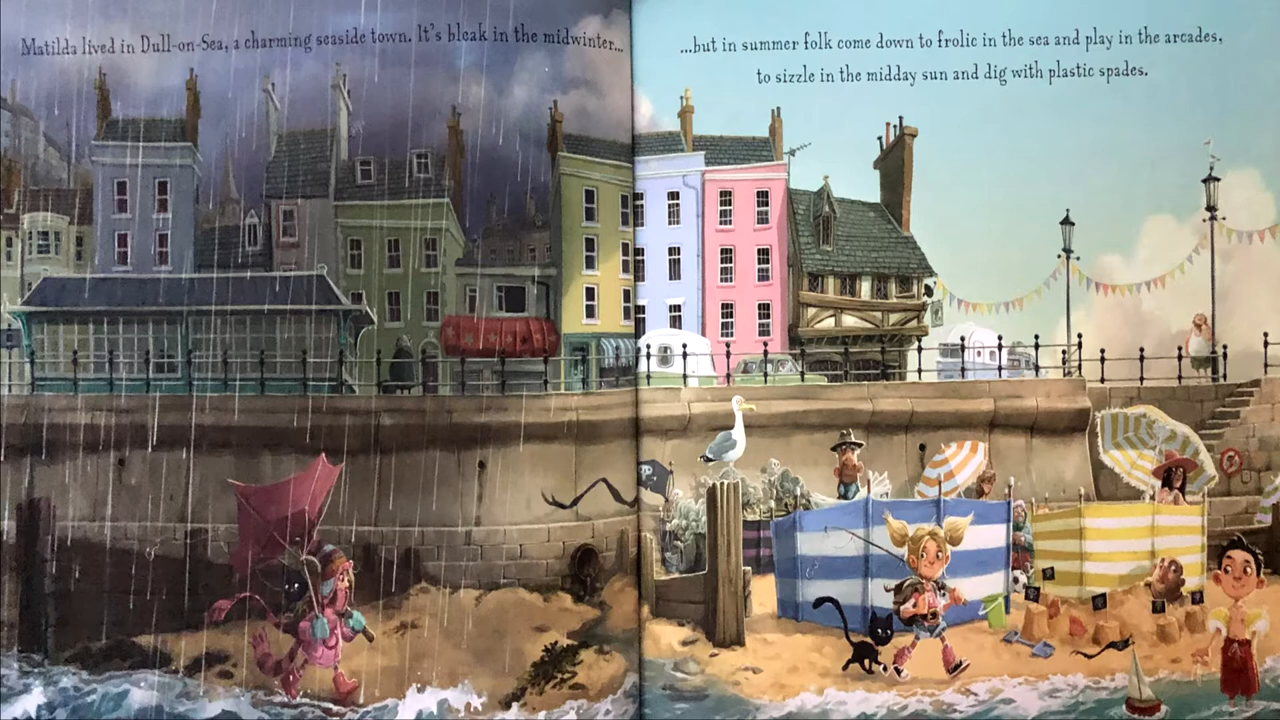 Matilda lived in Dull-on-Sea, a charming seaside town. It's bleak in the midwinter...
...but in summer folk come down to frolic in the sea and play in the arcades,
to sizzle in the midday sun and dig with plastic spades.